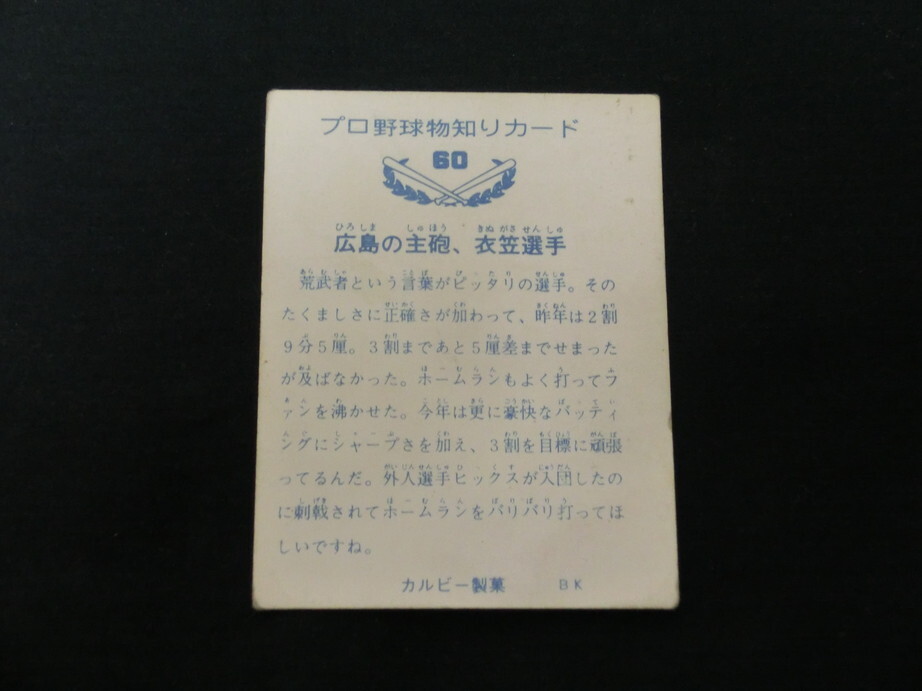 プロ野球物知りカード
60
広島の主砲、衣笠選手
荒武者という言葉がピッタリの選手。その
たくましさに正確さが加わって、昨年は2割
9分5厘。3割まであと5厘差までせまった
が及ばなかった。ホームランもよく打ってフ
ァンを沸かせた。今年は更に豪快なバッティ
ングにシャープさを加え、3割を目標に頑張
ってるんだ。外人選手ヒックスが入団したの
に刺戟されてホームランをバリバリ打ってほ
しいですね。
カルビー製菓 BK